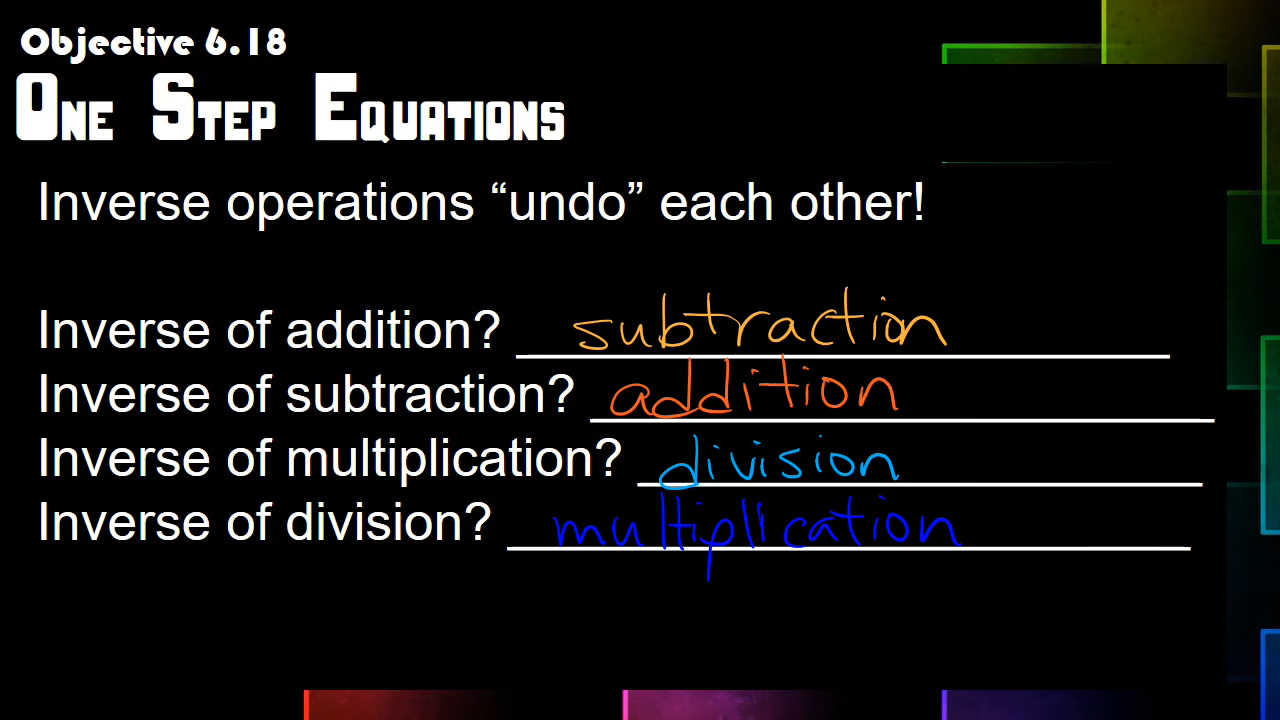 Objective 6.18
One Step Equations
Inverse operations “undo” each other!
Inverse of addition? subtraction
Inverse of subtraction? addition
Inverse of multiplication? division
Inverse of division? multiplication